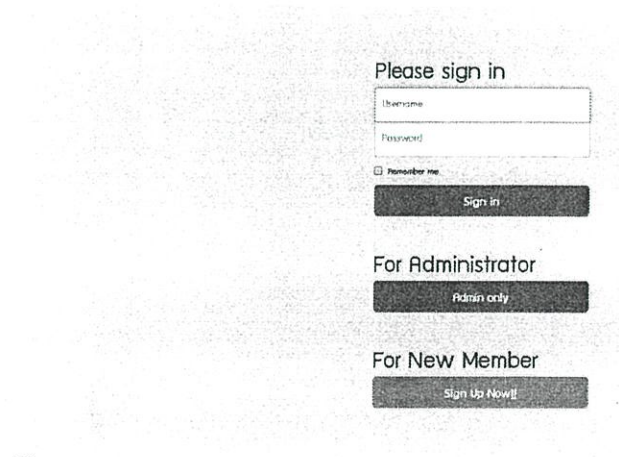 Please sign in
Username
Password
Remember me
Sign in
For Administrator
Admin only
For New Member
Sign Up Now!!